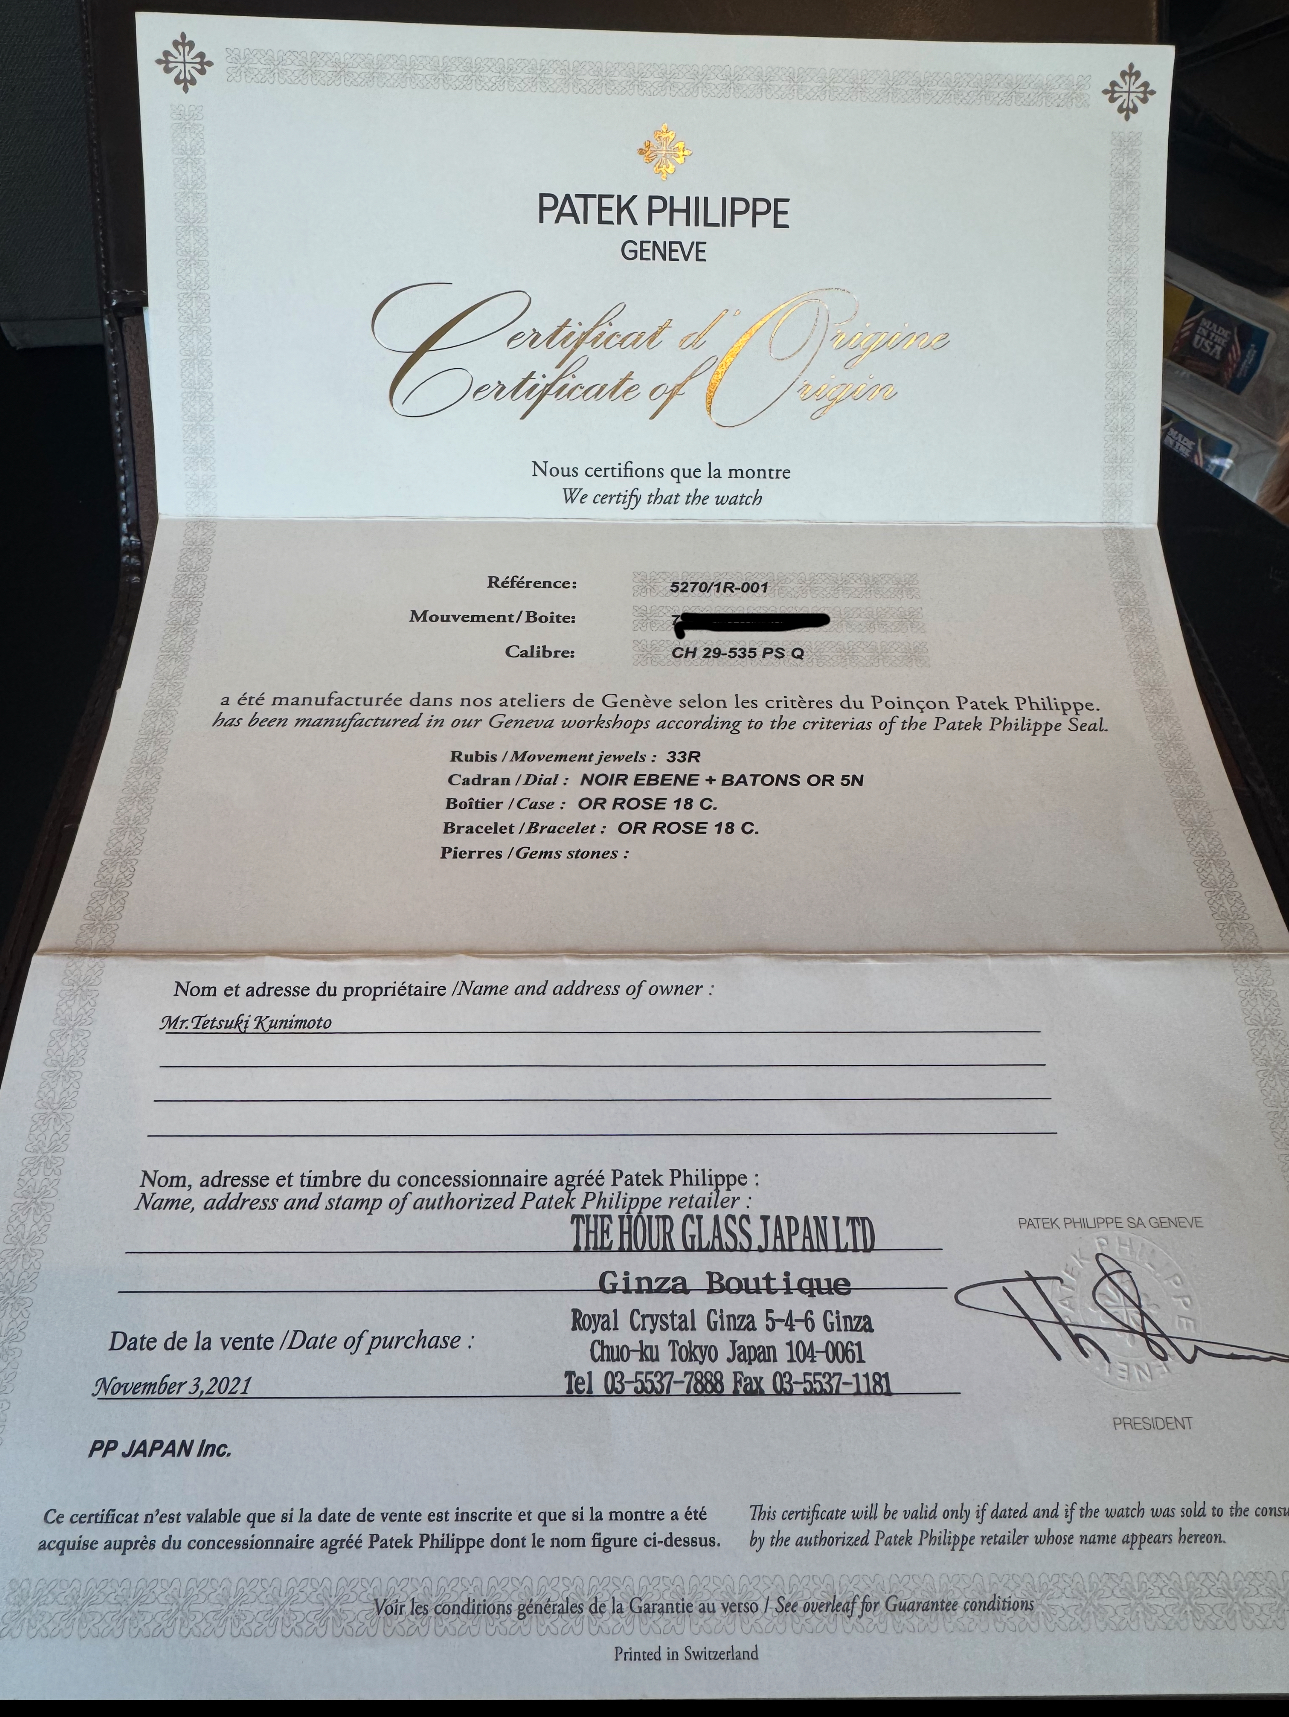 PATEK PHILIPPE
GENEVE
Certificat d'Origine
Certificate of Origin
Nous certifions que la montre
We certify that the watch
Référence: 5270/1R-001
Mouvement/Boite: 7
Calibre: CH 29-535 PS Q
a été manufacturée dans nos ateliers de Genève selon les critères du Poinçon Patek Philippe.
has been manufactured in our Geneva workshops according to the criterias of the Patek Philippe Seal.
Rubis / Movement jewels : 33R
Cadran / Dial : NOIR EBENE + BATONS OR 5N
Boîtier / Case : OR ROSE 18 C.
Bracelet / Bracelet : OR ROSE 18 C.
Pierres / Gems stones :
Nom et adresse du propriétaire /Name and address of owner :
Mr.Tetsuki Kunimoto
Nom, adresse et timbre du concessionnaire agréé Patek Philippe :
Name, address and stamp of authorized Patek Philippe retailer :
THE HOUR GLASS JAPAN LTD
Ginza Boutique
Royal Crystal Ginza 5-4-6 Ginza
Chuo-ku Tokyo Japan 104-0061
Tel 03-5537-7888 Fax 03-5537-1181
Date de la vente /Date of purchase :
November 3,2021
PP JAPAN Inc.
PATEK PHILIPPE SA GENEVE
PATEK PHILIPPE
PRESIDENT
Ce certificat n'est valable que si la date de vente est inscrite et que si la montre a été
acquise auprès du concessionnaire agréé Patek Philippe dont le nom figure ci-dessus.
This certificate will be valid only if dated and if the watch was sold to the
by the authorized Patek Philippe retailer whose name appears hereon.
Voir les conditions générales de la Garantie au verso / See overleaf for Guarantee conditions
Printed in Switzerland
MADE
IN THE
USA
MADE
IN THE